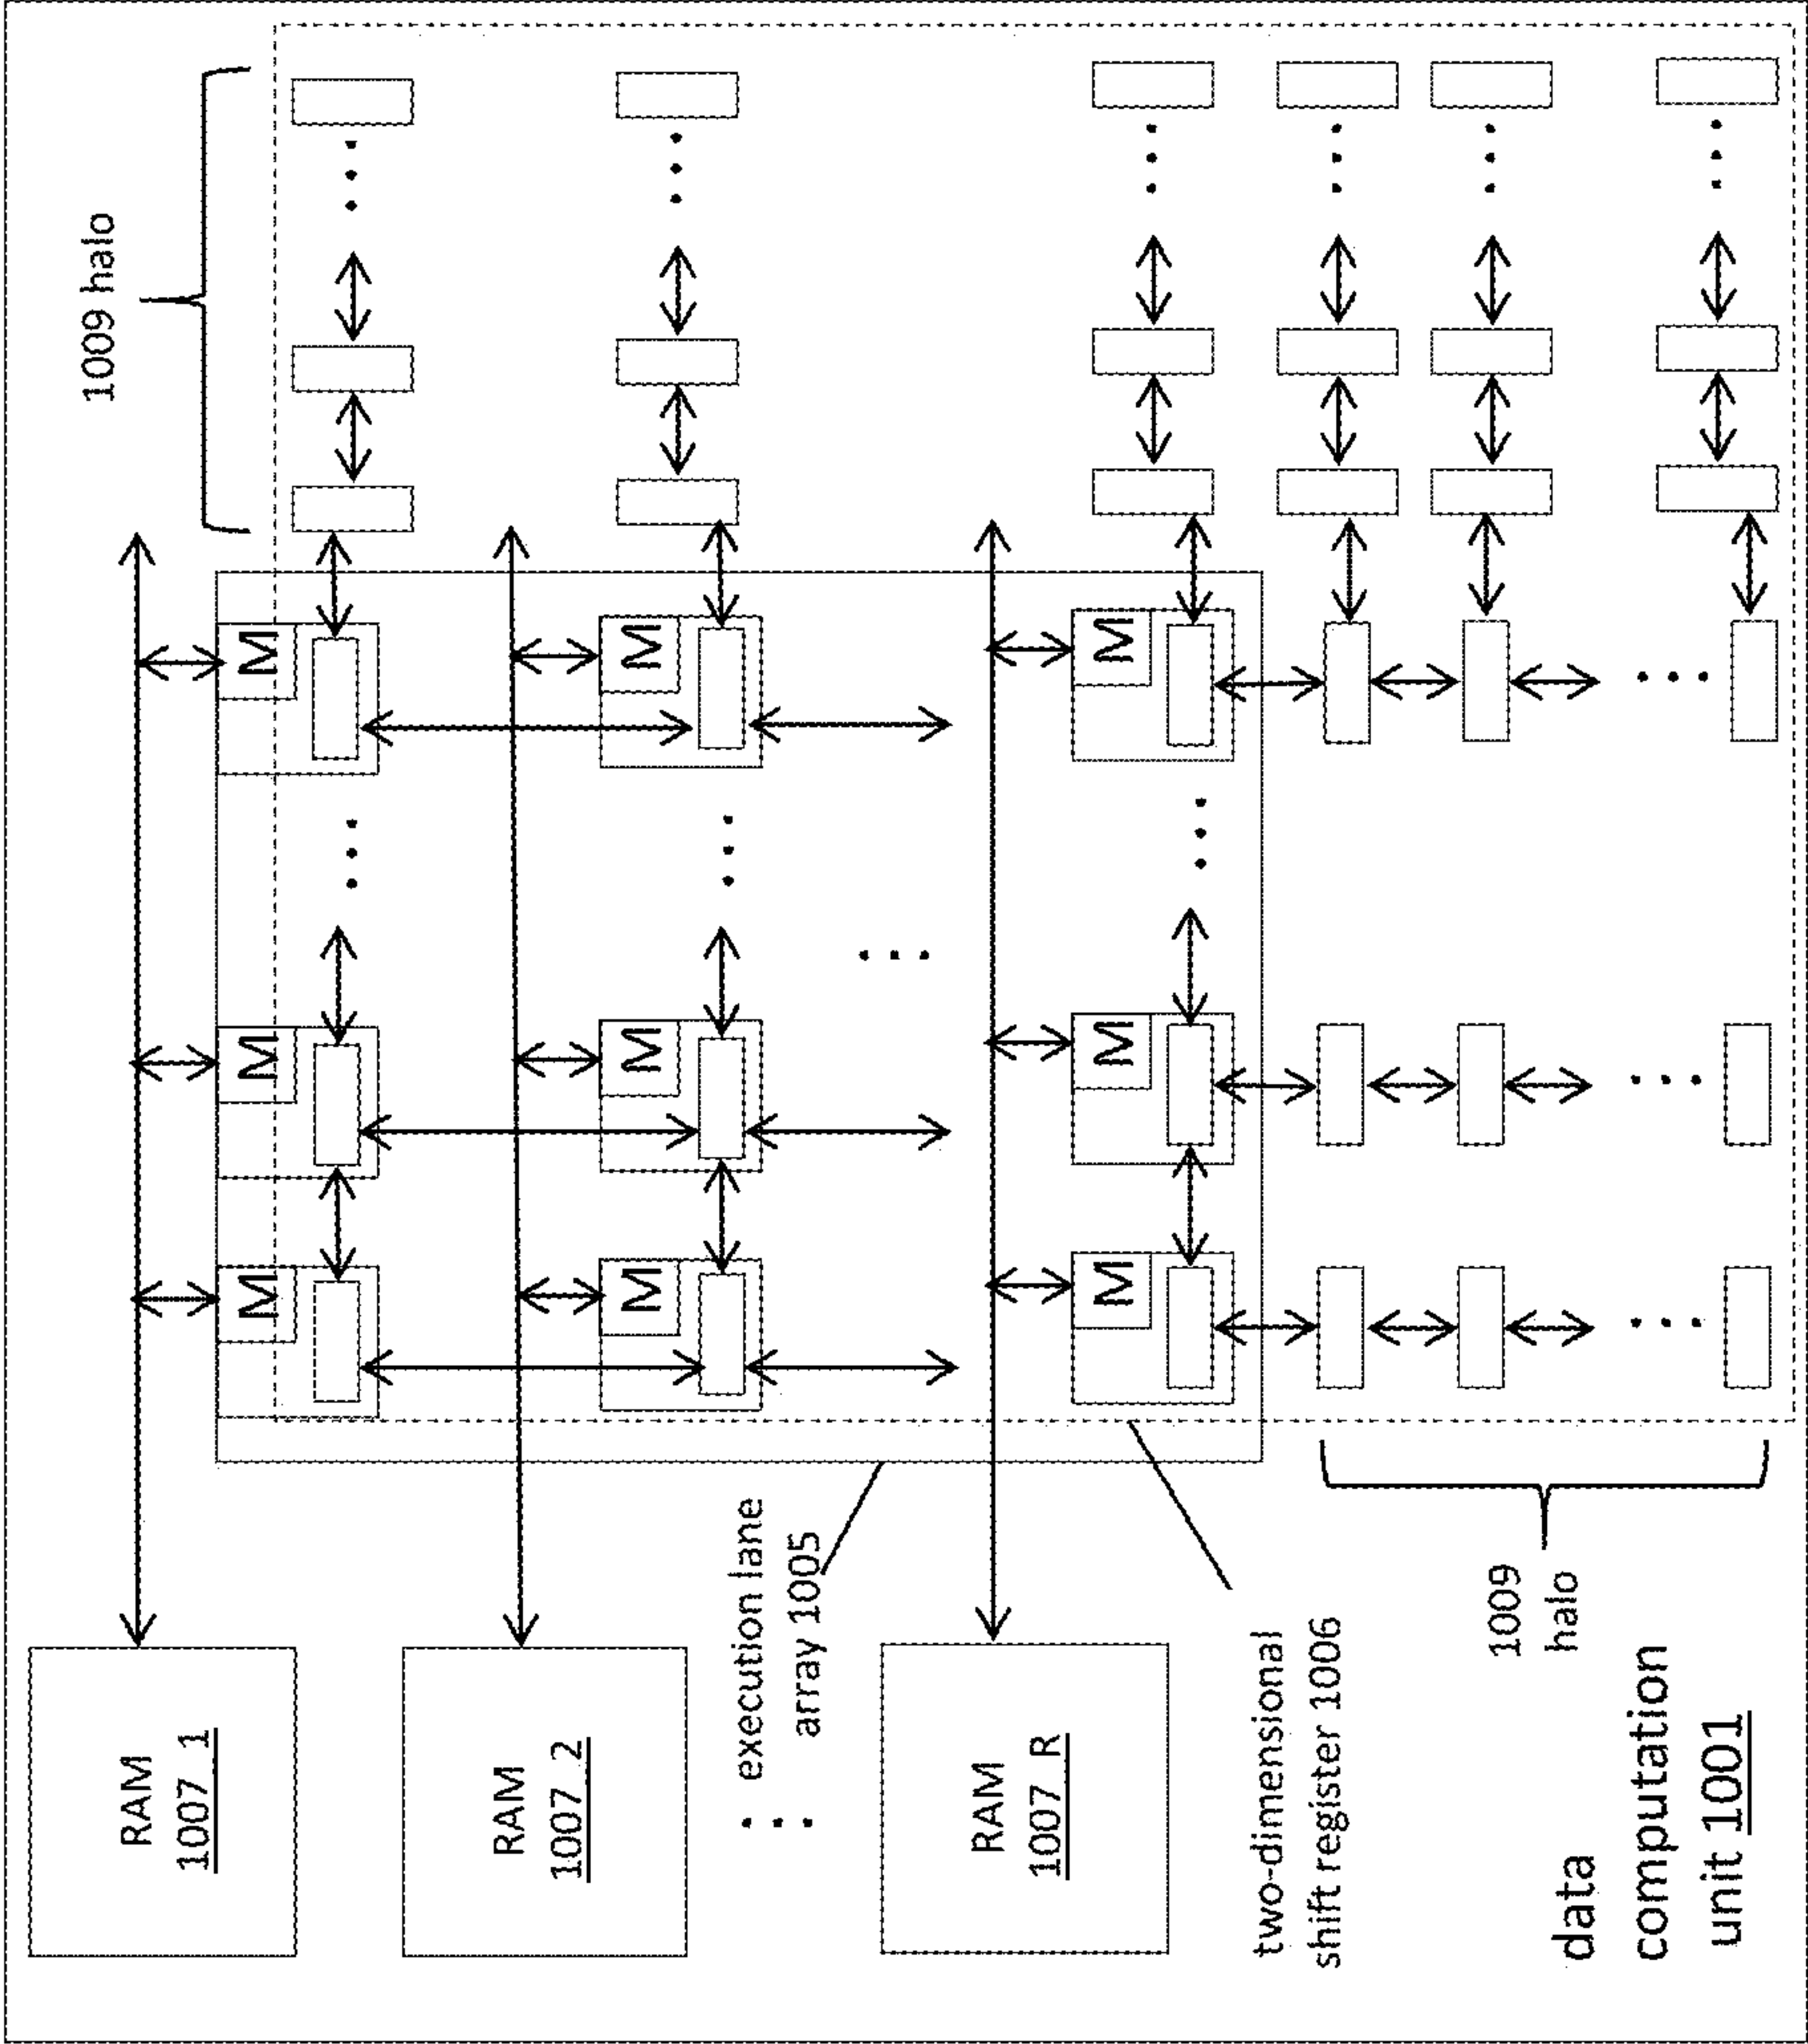 1009 halo
RAM
1007_1
M M M
RAM
1007_2
M M M
execution lane
array 1005
RAM
1007_R
M M M
two-dimensional
shift register 1006
1009
halo
data
computation
unit 1001